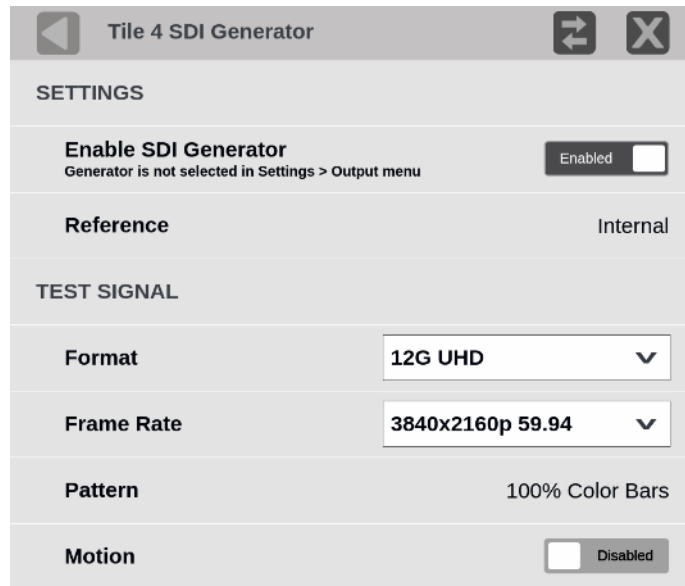 Tile 4 SDI Generator
SETTINGS
Enable SDI Generator
Enabled
Generator is not selected in Settings > Output menu
Reference
Internal
TEST SIGNAL
Format
12G UHD
Frame Rate
3840x2160p 59.94
Pattern
100% Color Bars
Motion
Disabled